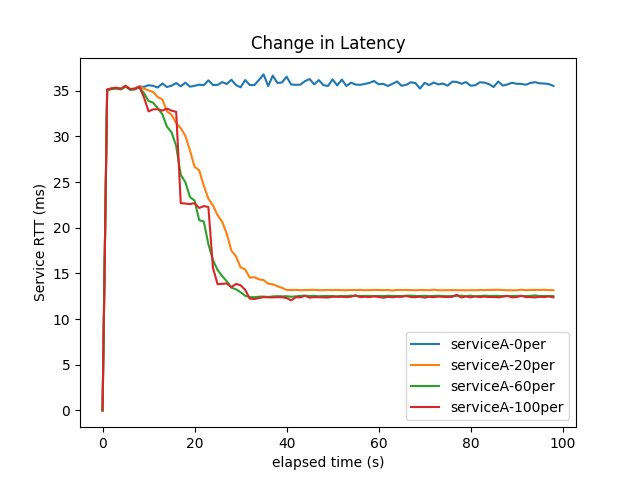 Change in Latency
Service RTT (ms)
35
30
25
20
15
10
5
0
0 20 40 60 80 100
elapsed time (s)
serviceA-0per
serviceA-20per
serviceA-60per
serviceA-100per